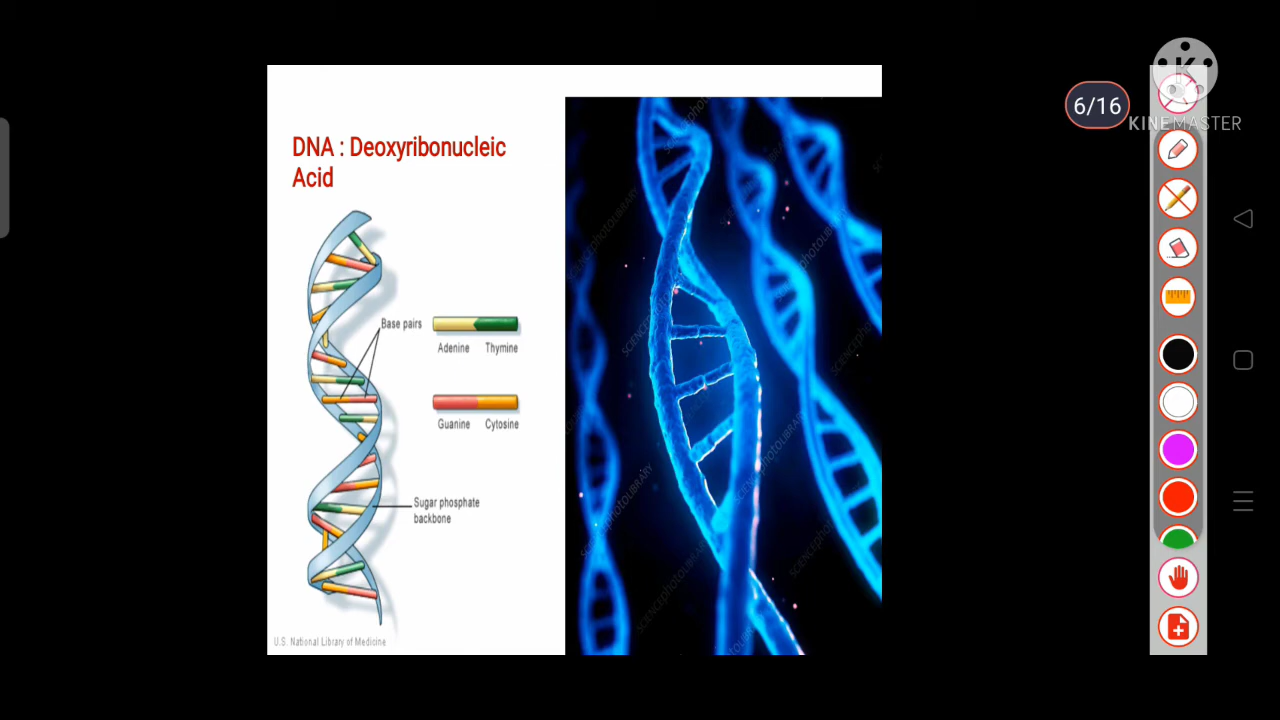 6/16
KINEMASTER
DNA : Deoxyribonucleic
Acid
Base pairs
Adenine Thymine
Guanine Cytosine
Sugar phosphate
backbone
U.S. National Library of Medicine
SCIENCEphotoLIBRARY